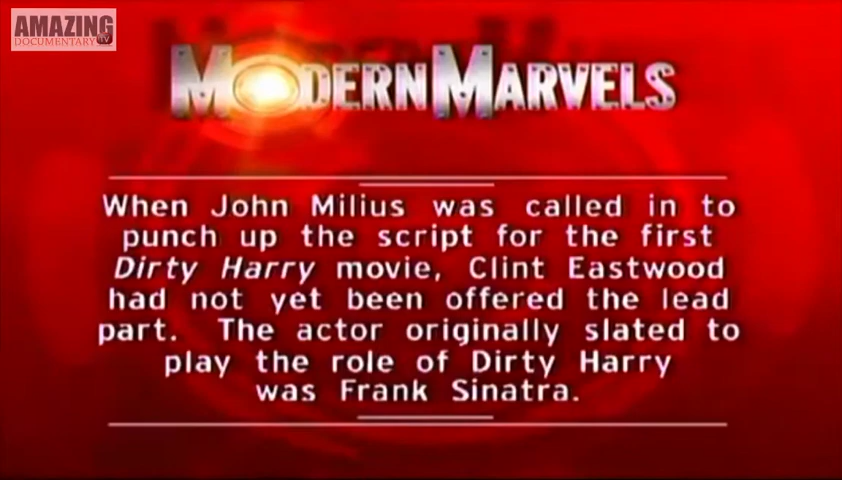 AMAZING
DOCUMENTARY TV
MODERN MARVELS
When John Milius was called in to
punch up the script for the first
Dirty Harry movie, Clint Eastwood
had not yet been offered the lead
part. The actor originally slated to
play the role of Dirty Harry
was Frank Sinatra.